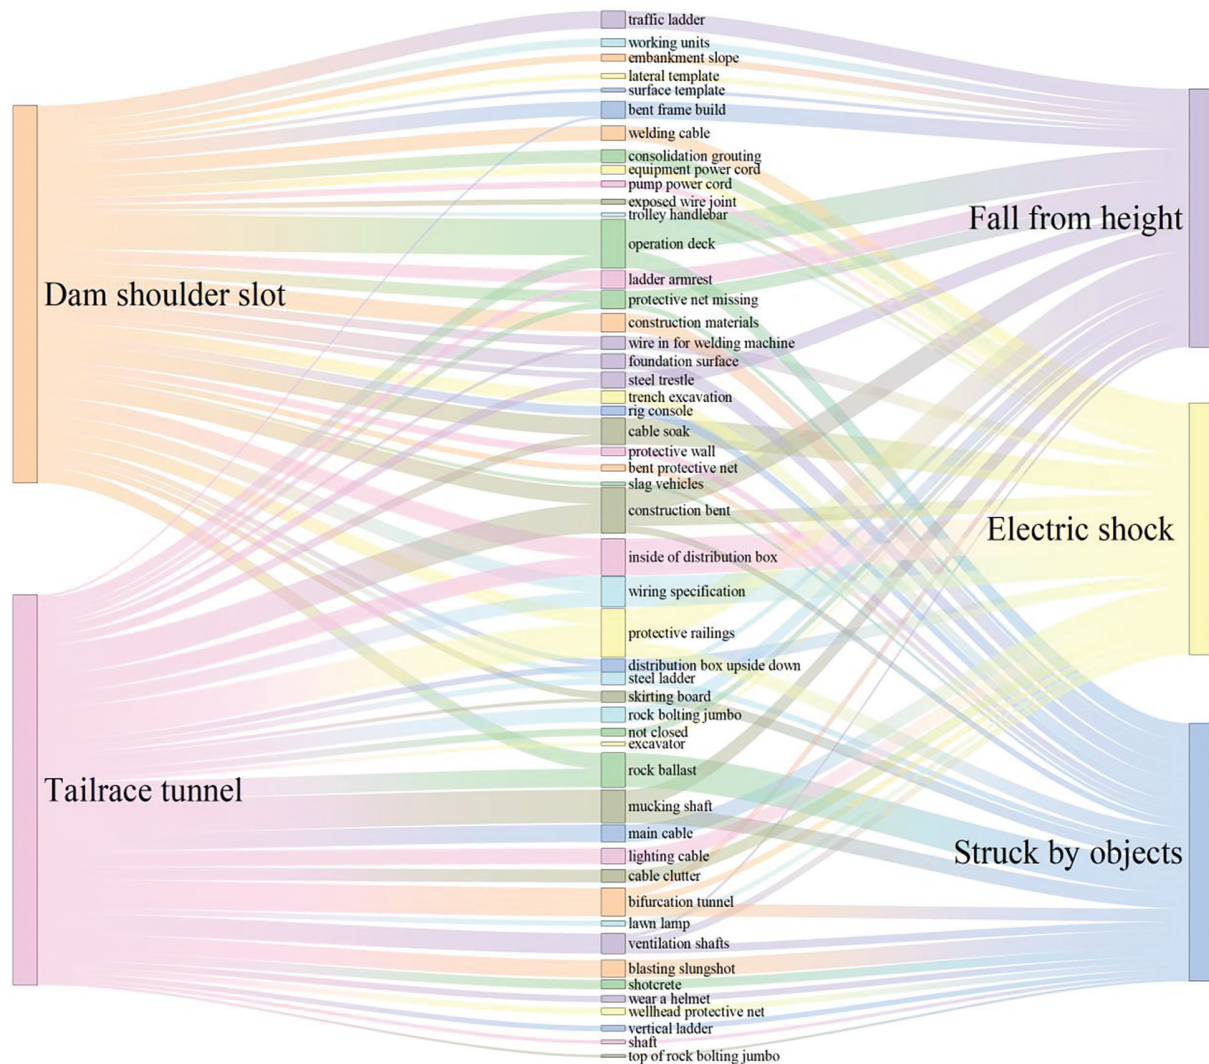 traffic ladder
working units
embankment slope
lateral template
surface template
bent frame build
welding cable
consolidation grouting
equipment power cord
pump power cord
exposed wire joint
trolley handlebar
Fall from height
operation deck
ladder armrest
Dam shoulder slot
protective net missing
construction materials
wire in for welding machine
foundation surface
steel trestle
trench excavation
rig console
cable soak
protective wall
bent protective net
slag vehicles
construction bent
Electric shock
inside of distribution box
wiring specification
protective railings
distribution box upside down
steel ladder
skirting board
rock bolting jumbo
not closed
excavator
rock ballast
Tailrace tunnel
mucking shaft
main cable
Struck by objects
lighting cable
cable clutter
bifurcation tunnel
lawn lamp
ventilation shafts
blasting slungshot
shotcrete
wear a helmet
wellhead protective net
vertical ladder
shaft
top of rock bolting jumbo